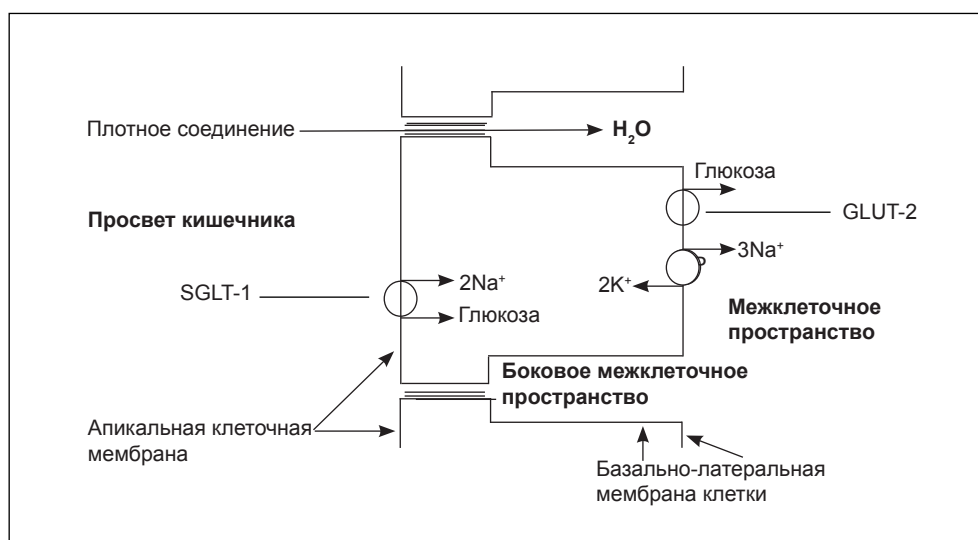 Плотное соединение
H₂O
Глюкоза
Просвет кишечника
GLUT-2
3Na⁺
P
2Na⁺
2K⁺
SGLT-1
Глюкоза
Межклеточное
пространство
Боковое межклеточное
пространство
Апикальная клеточная
мембрана
Базально-латеральная
мембрана клетки